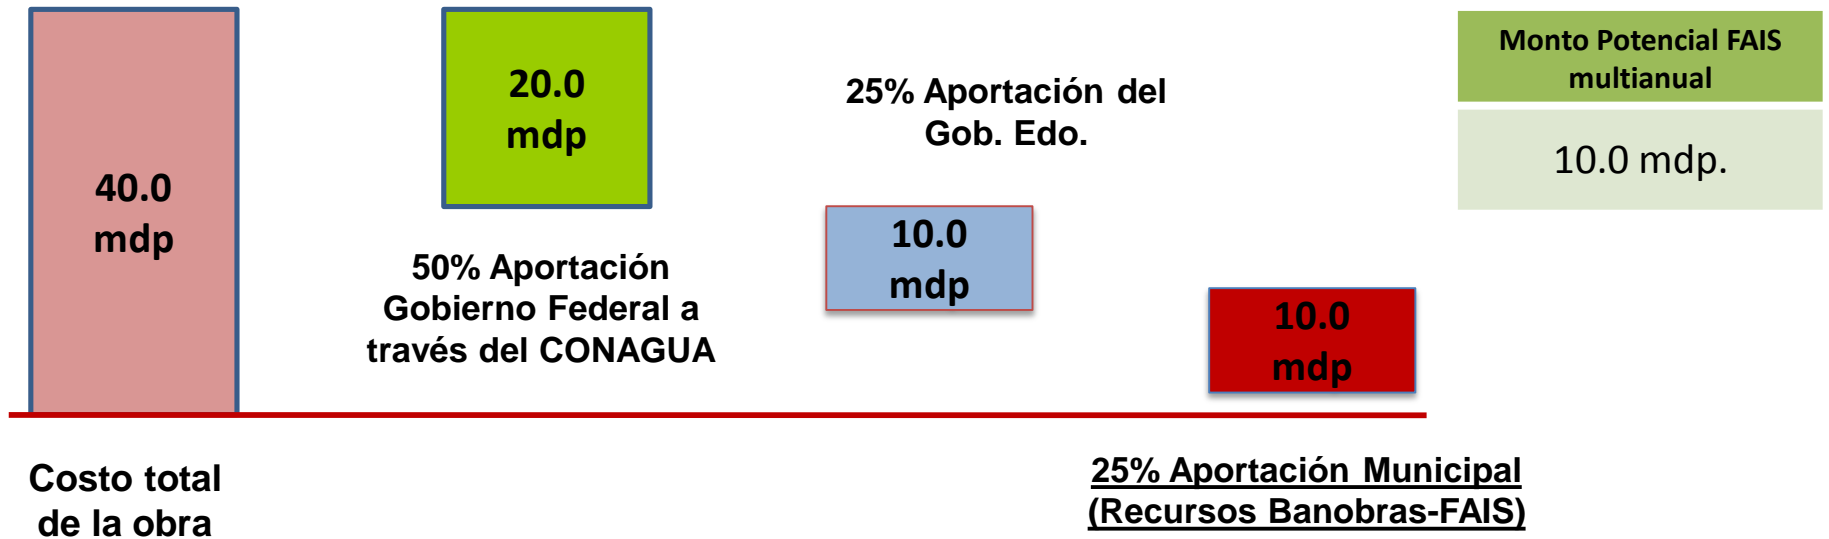 40.0
mdp
Costo total
de la obra
20.0
mdp
50% Aportación
Gobierno Federal a
través del CONAGUA
25% Aportación del
Gob. Edo.
10.0
mdp
10.0
mdp
25% Aportación Municipal
(Recursos Banobras-FAIS)
Monto Potencial FAIS
multianual
10.0 mdp.